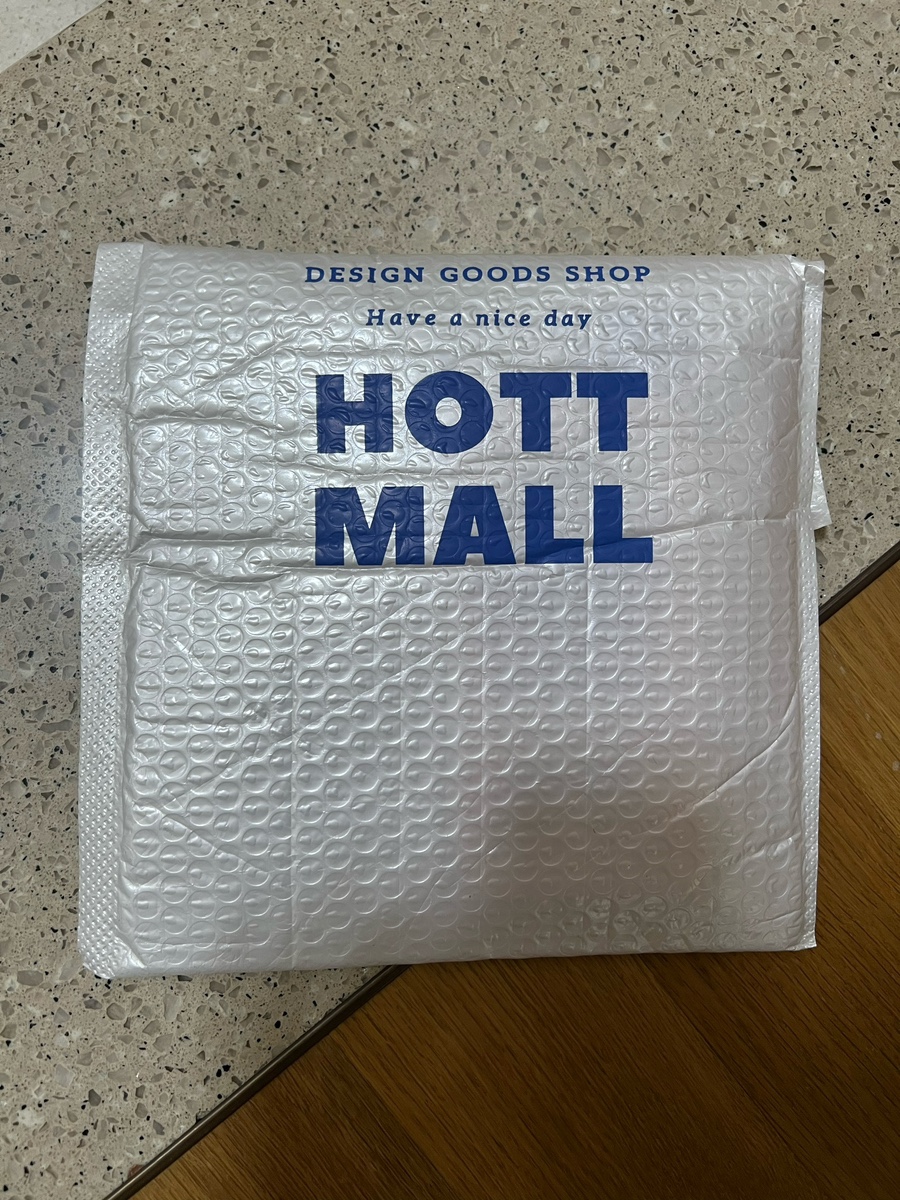 DESIGN GOODS SHOP
Have a nice day
HOTT
MALL